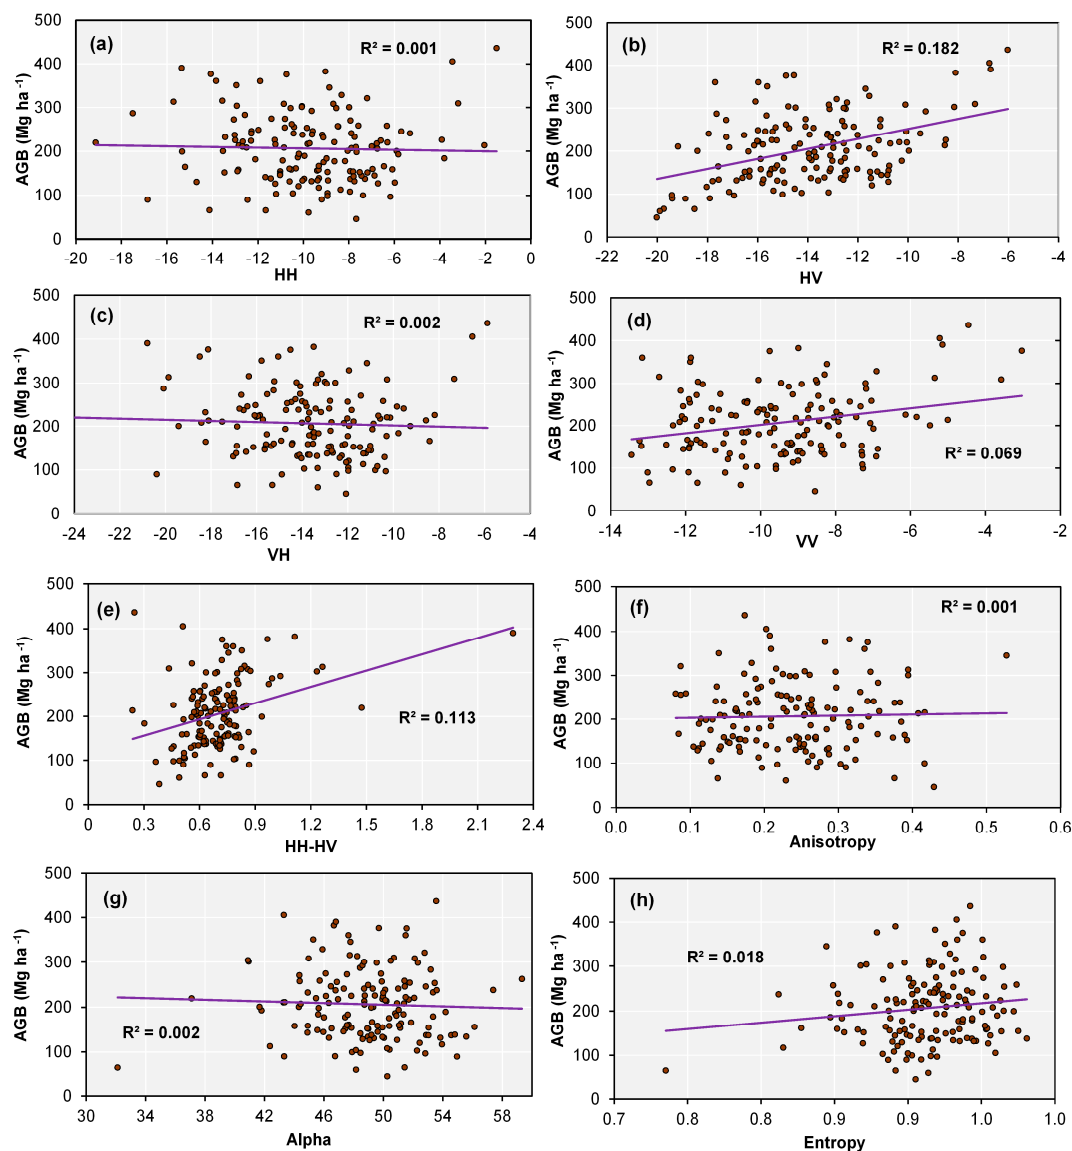 (a)
R² = 0.001
AGB (Mg ha -1)
500
400
300
200
100
0
-20 -18 -16 -14 -12 -10 -8 -6 -4 -2 0
HH
(b)
R² = 0.182
AGB (Mg ha -1)
500
400
300
200
100
0
-22 -20 -18 -16 -14 -12 -10 -8 -6 -4
HV
(c)
R² = 0.002
AGB (Mg ha -1)
500
400
300
200
100
0
-24 -22 -20 -18 -16 -14 -12 -10 -8 -6 -4
VH
(d)
R² = 0.069
AGB (Mg ha -1)
500
400
300
200
100
0
-14 -12 -10 -8 -6 -4 -2
VV
(e)
R² = 0.113
AGB (Mg ha -1)
500
400
300
200
100
0
0 0.3 0.6 0.9 1.2 1.5 1.8 2.1 2.4
HH-HV
(f)
R² = 0.001
AGB (Mg ha -1)
500
400
300
200
100
0
0.0 0.1 0.2 0.3 0.4 0.5 0.6
Anisotropy
(g)
R² = 0.002
AGB (Mg ha -1)
500
400
300
200
100
0
30 34 38 42 46 50 54 58
Alpha
(h)
R² = 0.018
AGB (Mg ha -1)
500
400
300
200
100
0
0.7 0.8 0.8 0.9 0.9 1.0 1.0
Entropy